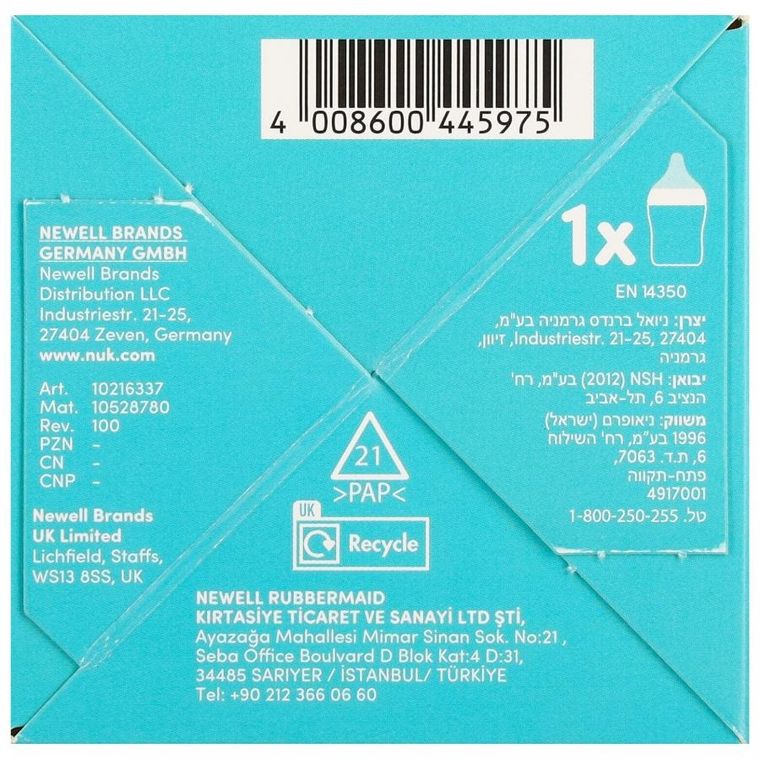 4 008600 445975
NEWELL BRANDS
GERMANY GMBH
Newell Brands
Distribution LLC
Industriestr. 21-25,
27404 Zeven, Germany
www.nuk.com
Art. 10216337
Mat. 10528780
Rev. 100
PZN -
CN -
CNP -
Newell Brands
UK Limited
Lichfield, Staffs,
WS13 8SS, UK
1x
EN 14350
יצרן: ניואל ברנדס גרמניה בע"מ,
Industriestr. 21-25, 27404, זיוון,
גרמניה
יבואן: NSH (2012) בע"מ, רח'
הנציב 6, תל-אביב
משווק: ניאופרם (ישראל)
1996 בע"מ, רח' השילוח
6, ת.ד. 7063,
פתח-תקווה
4917001
טל. 1-800-250-255
21
>PAP<
UK
Recycle
NEWELL RUBBERMAID
KIRTASİYE TİCARET VE SANAYİ LTD ŞTİ,
Ayazağa Mahallesi Mimar Sinan Sok. No:21 ,
Seba Office Boulvard D Blok Kat:4 D:31,
34485 SARIYER / İSTANBUL/ TÜRKİYE
Tel: +90 212 366 06 60